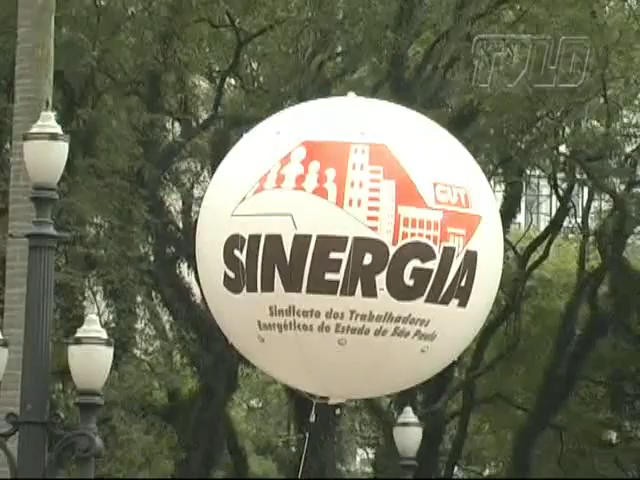 TVLD
CUT
SINERGIA
Sindicato dos Trabalhadores
Energéticos do Estado de São Paulo